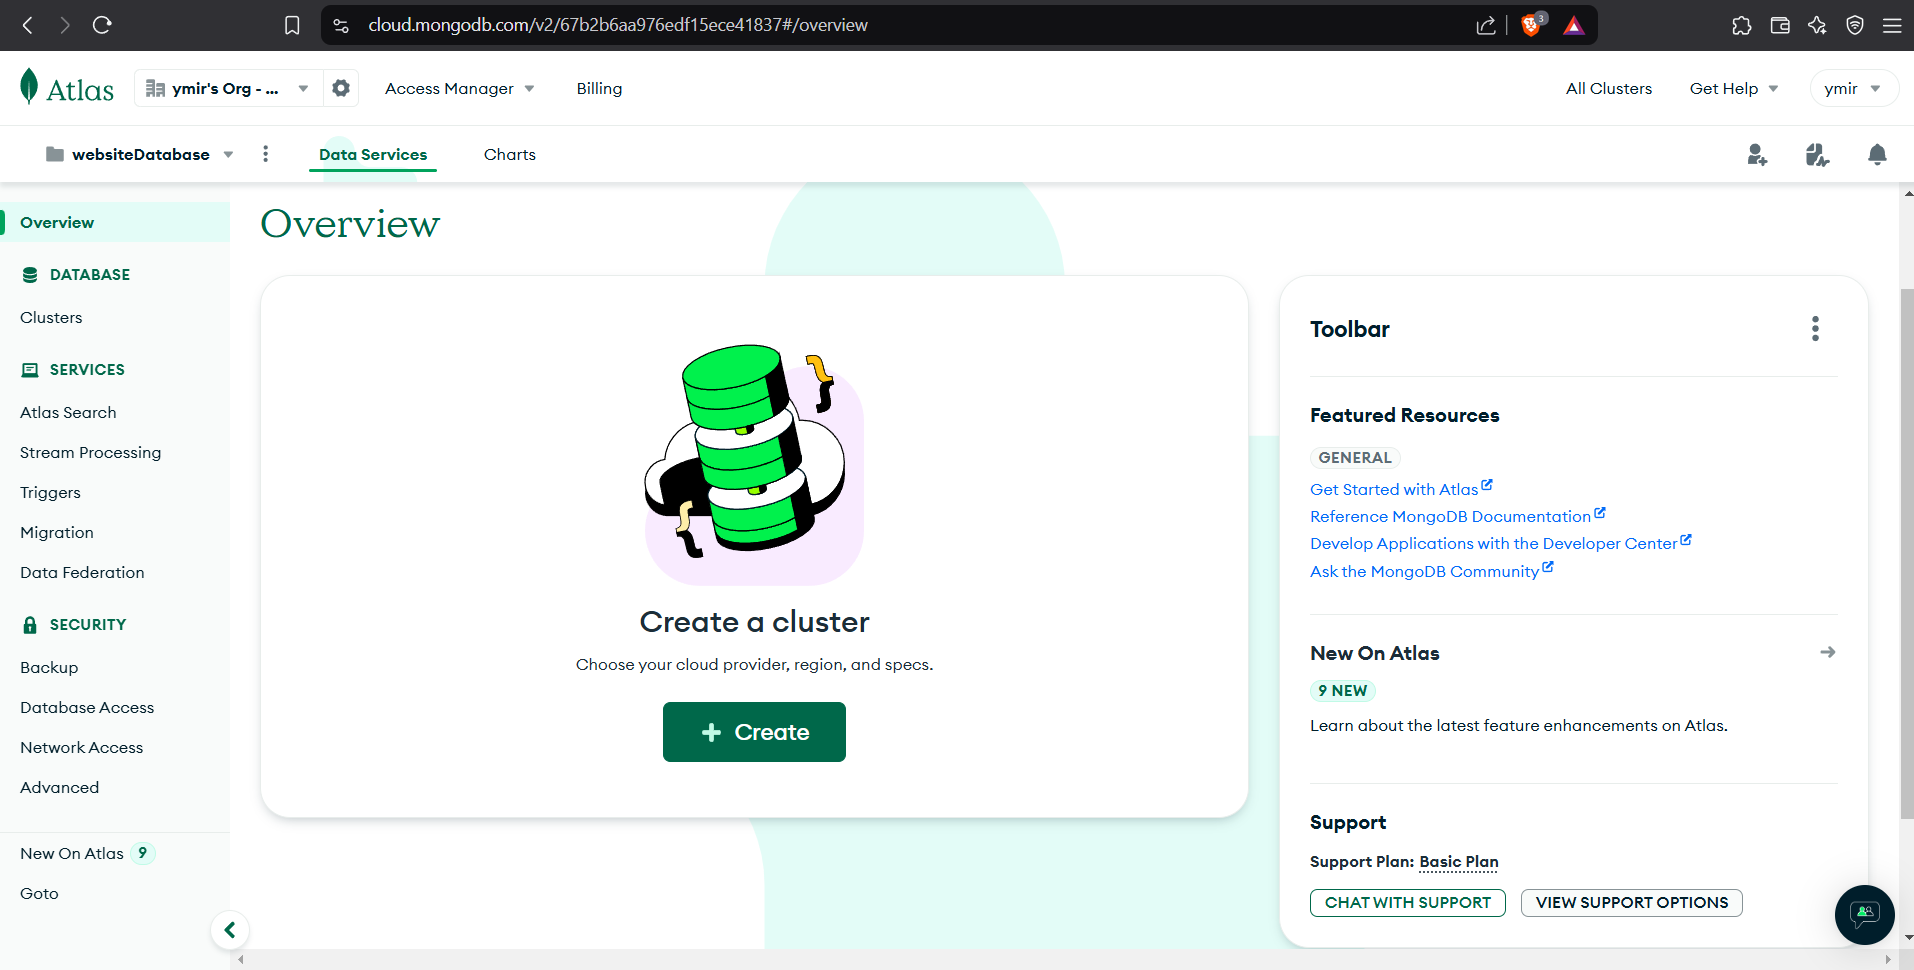 cloud.mongodb.com/v2/67b2b6aa976edf15ece41837#/overview
3
Atlas
ymir's Org - ...
Access Manager
Billing
All Clusters
Get Help
ymir
websiteDatabase
Data Services
Charts
Overview
DATABASE
Clusters
SERVICES
Atlas Search
Stream Processing
Triggers
Migration
Data Federation
SECURITY
Backup
Database Access
Network Access
Advanced
New On Atlas 9
Goto
Overview
Create a cluster
Choose your cloud provider, region, and specs.
+ Create
Toolbar
Featured Resources
GENERAL
Get Started with Atlas
Reference MongoDB Documentation
Develop Applications with the Developer Center
Ask the MongoDB Community
New On Atlas
9 NEW
Learn about the latest feature enhancements on Atlas.
Support
Support Plan: Basic Plan
CHAT WITH SUPPORT
VIEW SUPPORT OPTIONS